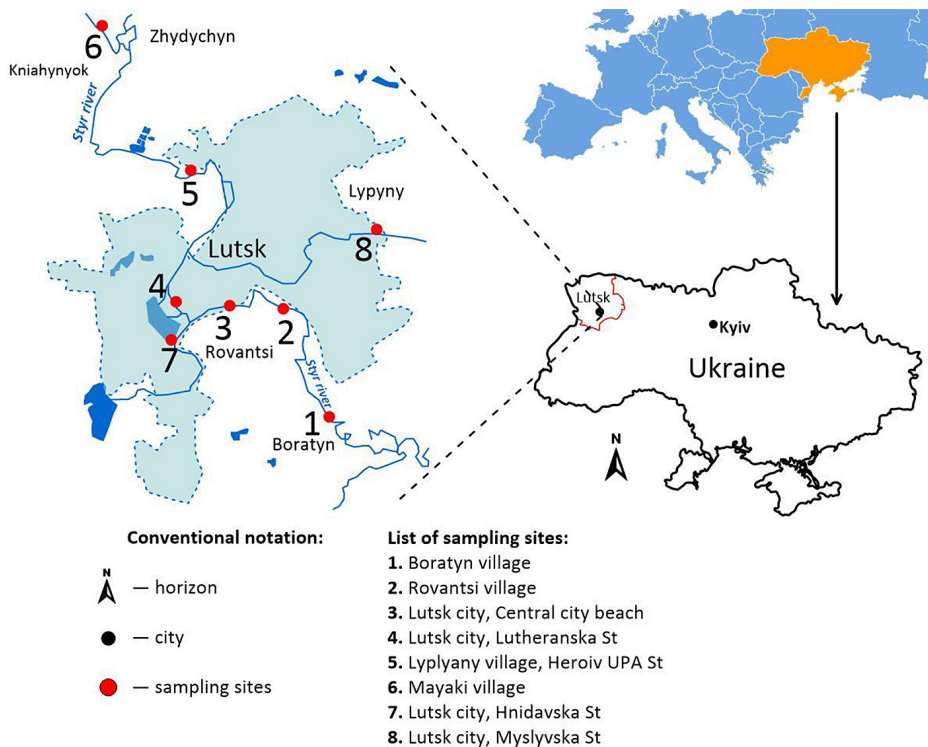 6
Zhydychyn
Kniahynyok
Styr river
5
Lypyny
8
Lutsk
4
3
2
Rovantsi
7
Styr river
1
Boratyn
Lutsk
Kyiv
Ukraine
N
Conventional notation:
N
— horizon
— city
— sampling sites
List of sampling sites:
1. Boratyn village
2. Rovantsi village
3. Lutsk city, Central city beach
4. Lutsk city, Lutheranska St
5. Lyplyany village, Heroiv UPA St
6. Mayaki village
7. Lutsk city, Hnidavska St
8. Lutsk city, Myslyvska St